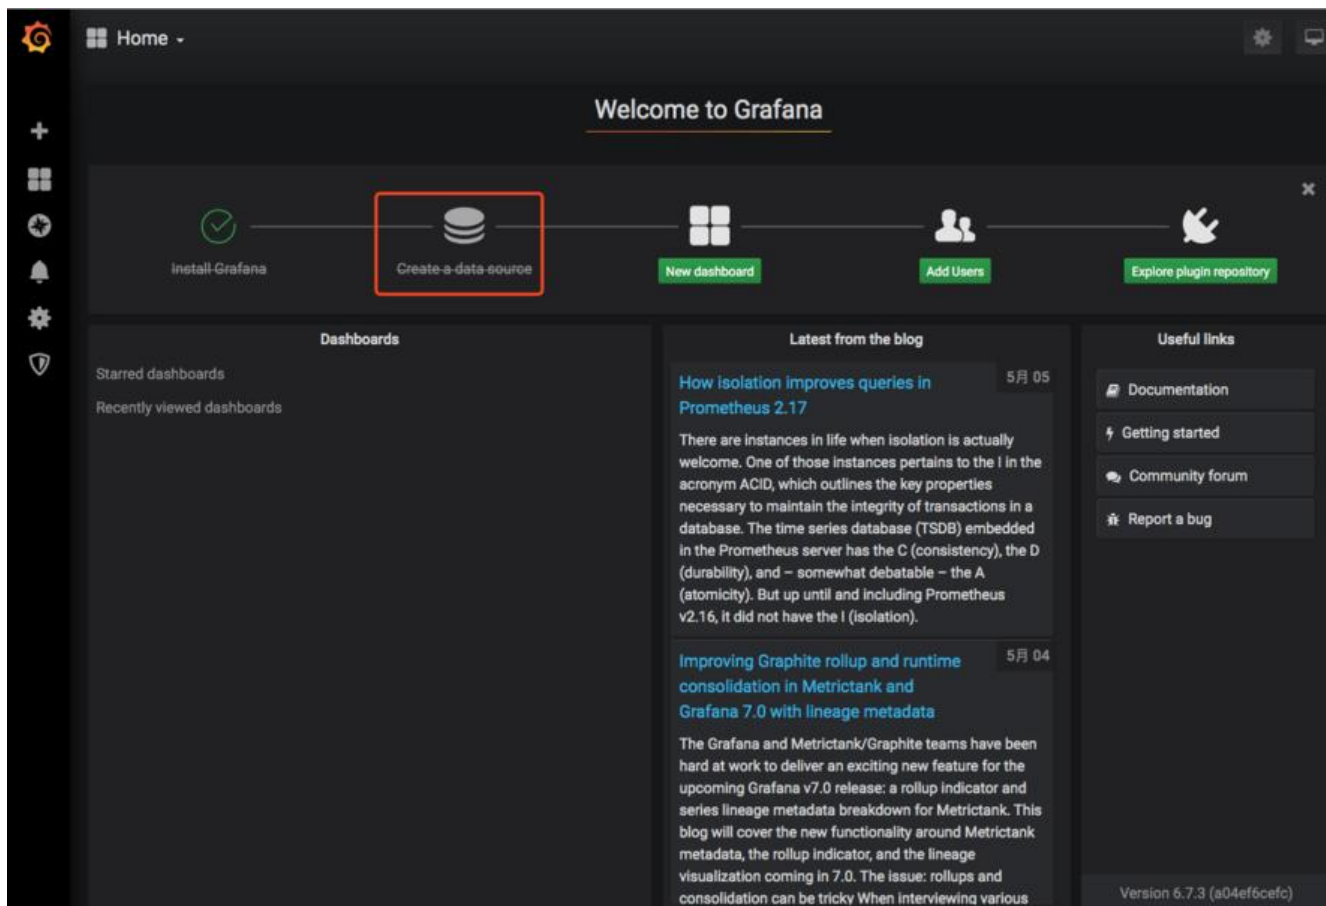 Home
Welcome to Grafana
Install Grafana
Create a data source
New dashboard
Add Users
Explore plugin repository
Dashboards
Starred dashboards
Recently viewed dashboards
Latest from the blog
How isolation improves queries in
Prometheus 2.17
5月 05
There are instances in life when isolation is actually
welcome. One of those instances pertains to the I in the
acronym ACID, which outlines the key properties
necessary to maintain the integrity of transactions in a
database. The time series database (TSDB) embedded
in the Prometheus server has the C (consistency), the D
(durability), and – somewhat debatable – the A
(atomicity). But up until and including Prometheus
v2.16, it did not have the I (isolation).
Improving Graphite rollup and runtime
consolidation in Metrictank and
Grafana 7.0 with lineage metadata
5月 04
The Grafana and Metrictank/Graphite teams have been
hard at work to deliver an exciting new feature for the
upcoming Grafana v7.0 release: a rollup indicator and
series lineage metadata breakdown for Metrictank. This
blog will cover the new functionality around Metrictank
metadata, the rollup indicator, and the lineage
visualization coming in 7.0. The issue: rollups and
consolidation can be tricky When interviewing various
Useful links
Documentation
Getting started
Community forum
Report a bug
Version 6.7.3 (a04ef6cefc)